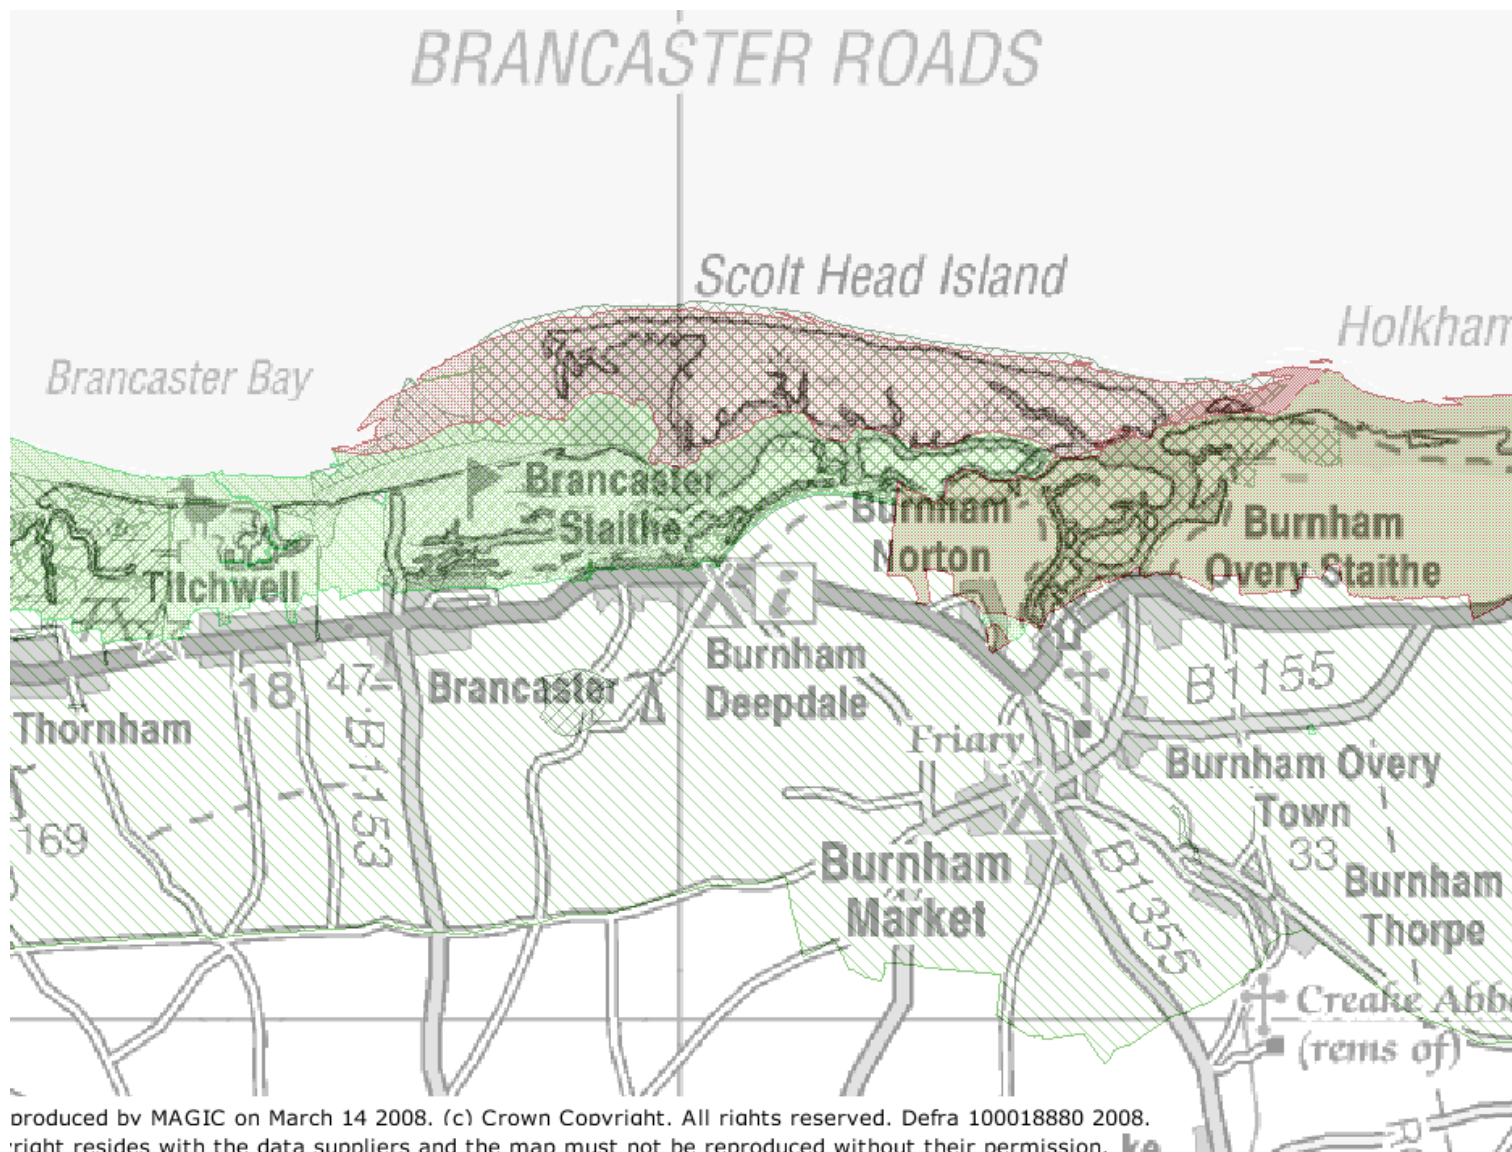 BRANCASTER ROADS
Scolt Head Island
Holkham
Brancaster Bay
Brancaster
Staithe
Burnham
Norton
Burnham
Overy Staithe
Titchwell
i
Burnham
Deepdale
B1155
18
47
Brancaster
Thornham
B1153
Friary
Burnham Overy
Town
169
33
Burnham
Market
B1355
Burnham
Thorpe
Creake Abbe
(rems of)
produced by MAGIC on March 14 2008. (c) Crown Copyright. All rights reserved. Defra 100018880 2008.
right resides with the data suppliers and the map must not be reproduced without their permission.
ke